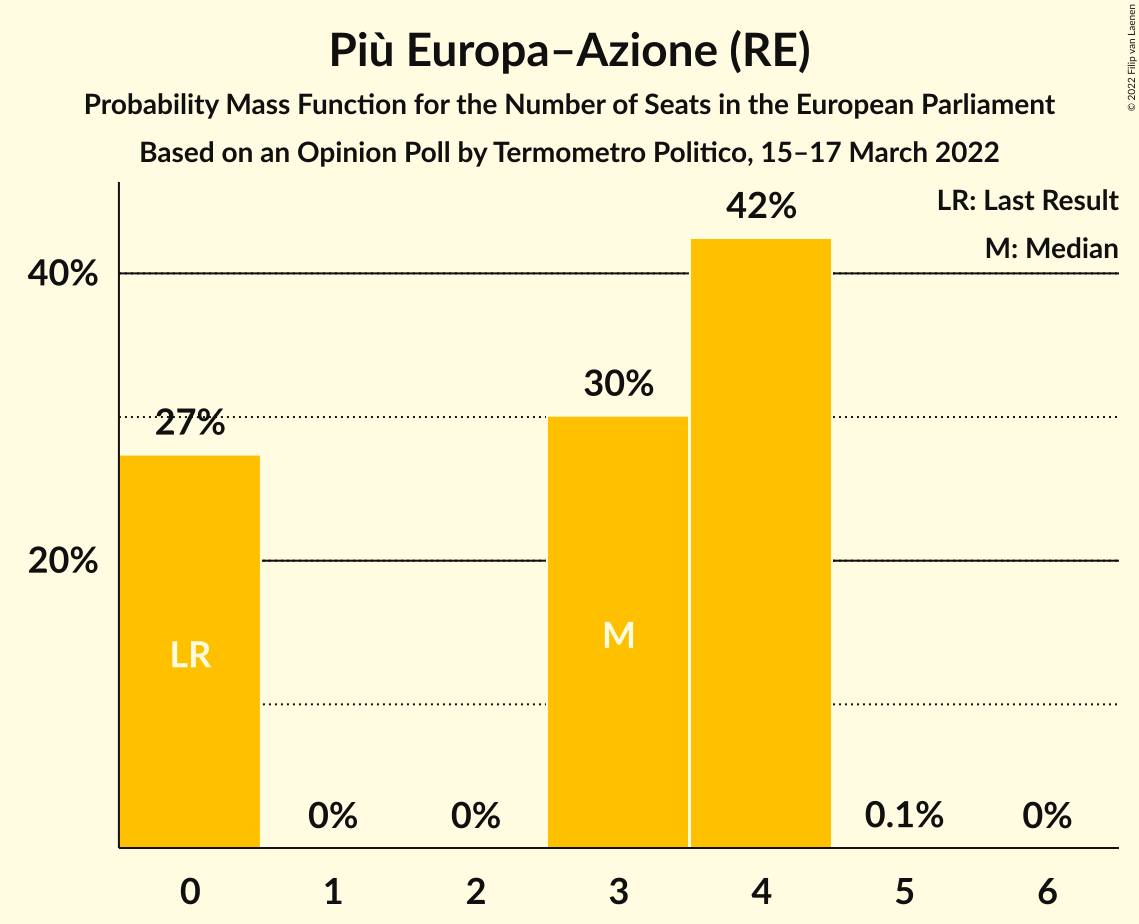 Più Europa–Azione (RE)
Probability Mass Function for the Number of Seats in the European Parliament
Based on an Opinion Poll by Termometro Politico, 15–17 March 2022
© 2022 Filip van Laenen
LR: Last Result
M: Median
42%
40%
30%
27%
20%
LR
M
0%
0%
0.1%
0%
0
1
2
3
4
5
6